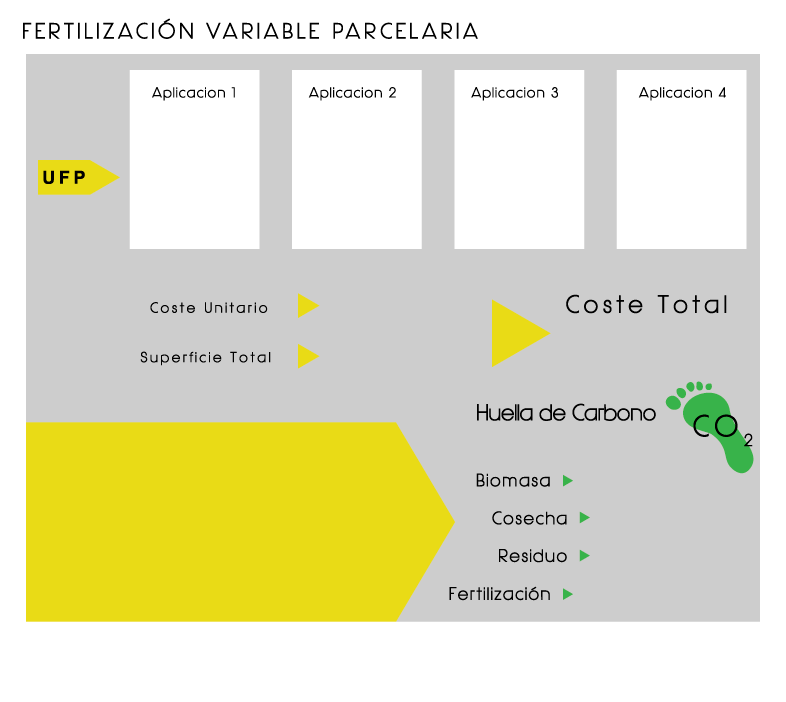 FERTILIZACIÓN VARIABLE PARCELARIA
Aplicacion 1
Aplicacion 2
Aplicacion 3
Aplicacion 4
UFP
Coste Unitario
Coste Total
Superficie Total
Huella de Carbono
CO2
Biomasa
Cosecha
Residuo
Fertilización